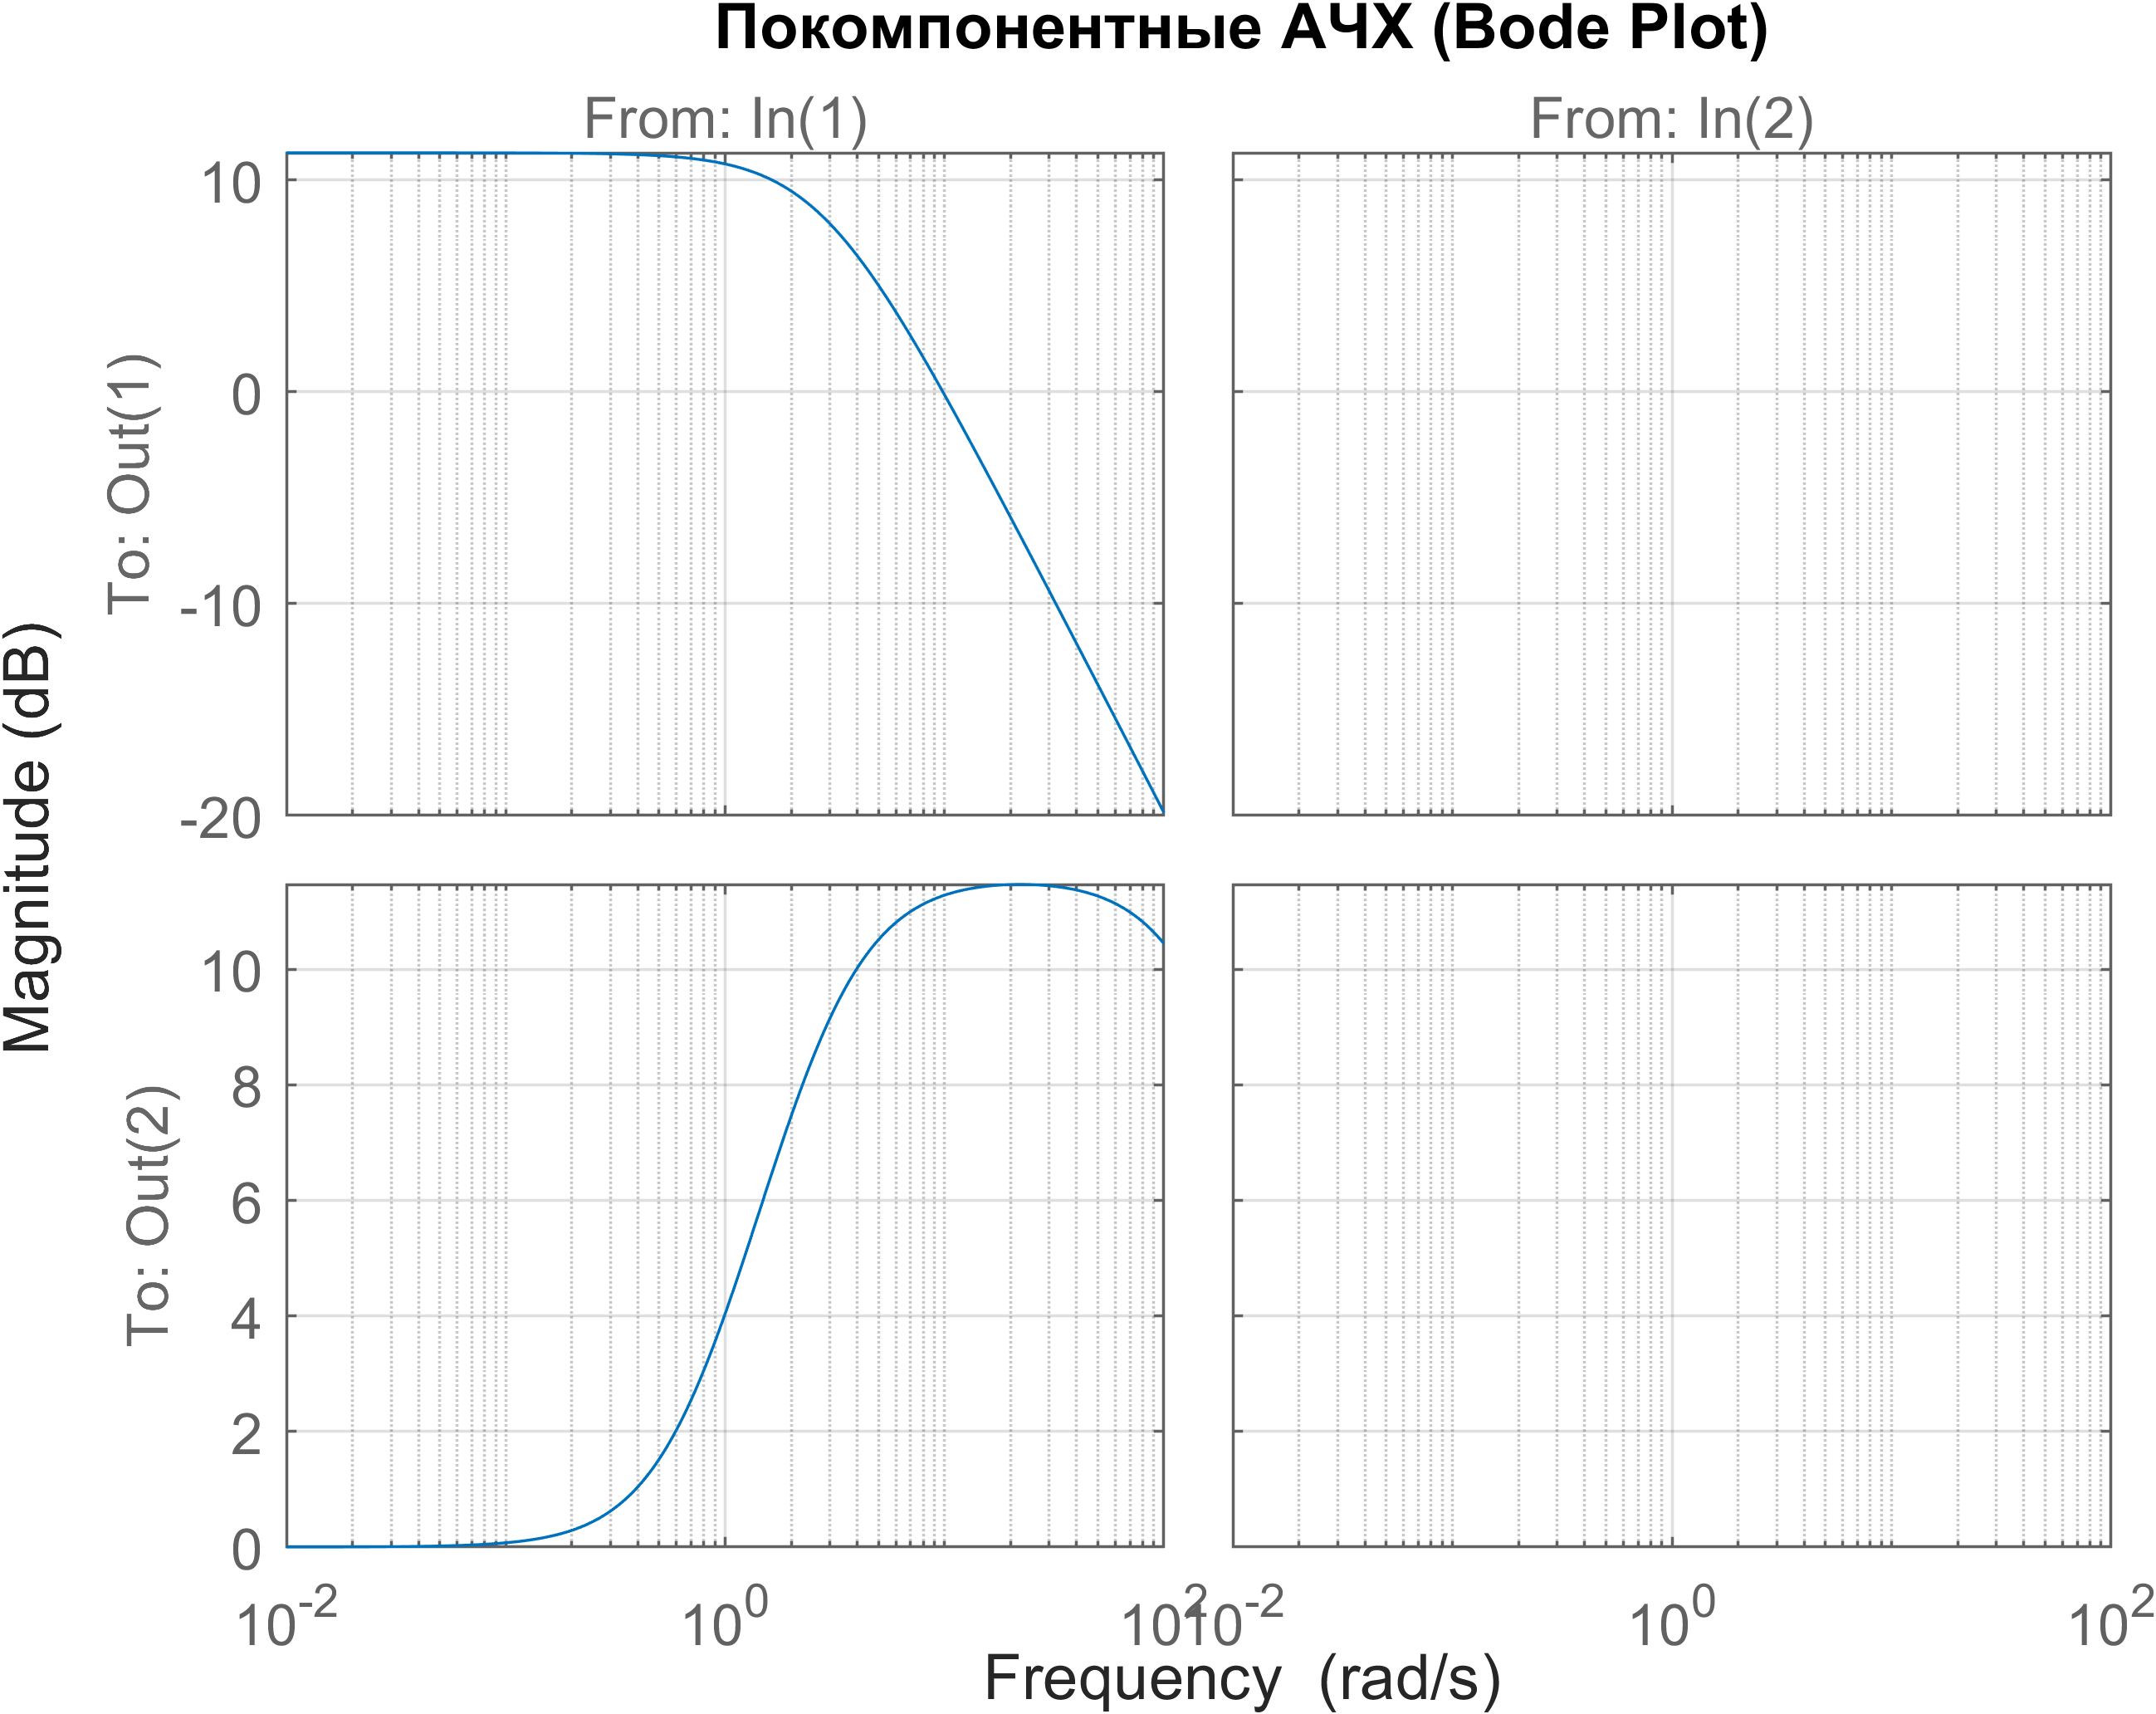 Покомпонентные АЧХ (Bode Plot)
From: In(1)
From: In(2)
Magnitude (dB)
To: Out(1)
10
0
-10
-20
To: Out(2)
10
8
6
4
2
0
10^-2
10^0
10^2
10^-2
10^0
10^2
Frequency (rad/s)